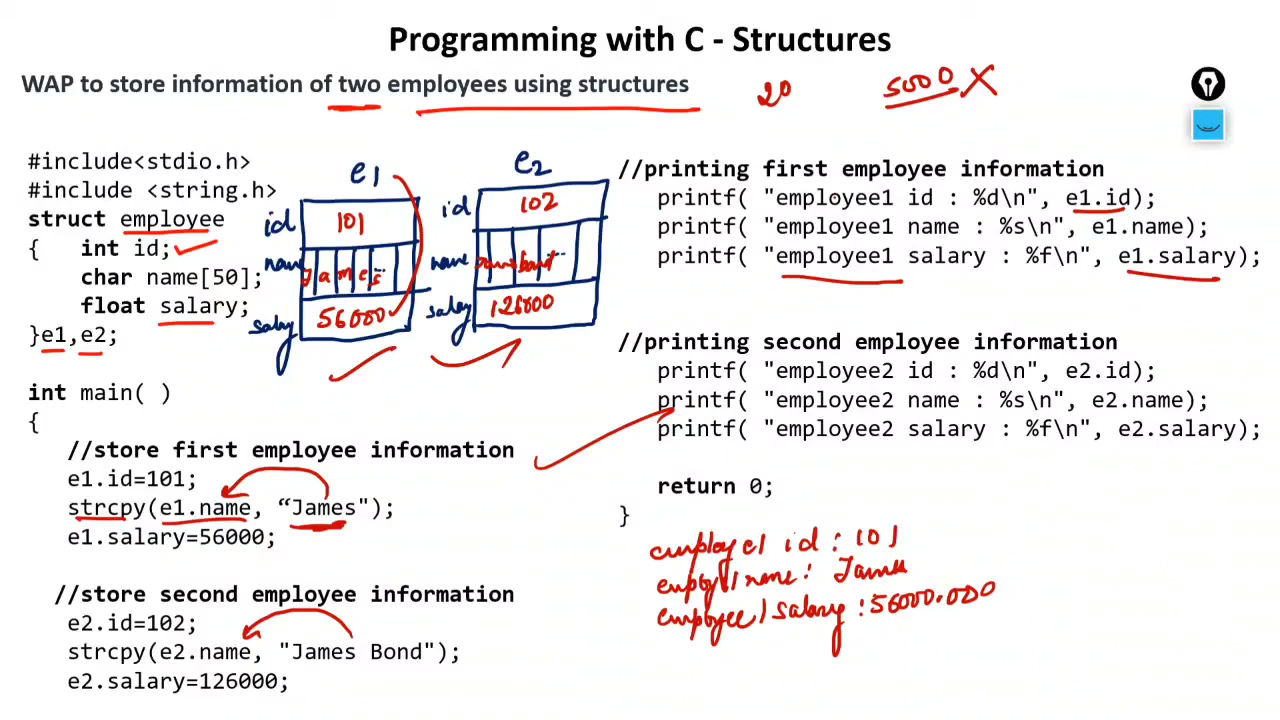 Programming with C - Structures
WAP to store information of two employees using structures
20
5000 X
#include<stdio.h>
#include <string.h>
struct employee
{    int id;
char name[50];
float salary;
}e1,e2;
int main( )
{
//store first employee information
e1.id=101;
strcpy(e1.name, “James");
e1.salary=56000;
//store second employee information
e2.id=102;
strcpy(e2.name, "James Bond");
e2.salary=126000;
e1
id 101
name James
salary 56000
e2
id 102
name
salary 126000
//printing first employee information
printf( "employee1 id : %d\n", e1.id);
printf( "employee1 name : %s\n", e1.name);
printf( "employee1 salary : %f\n", e1.salary);
//printing second employee information
printf( "employee2 id : %d\n", e2.id);
printf( "employee2 name : %s\n", e2.name);
printf( "employee2 salary : %f\n", e2.salary);
return 0;
}
employe1 id : 101
name : James
employee1 salary : 56000.000